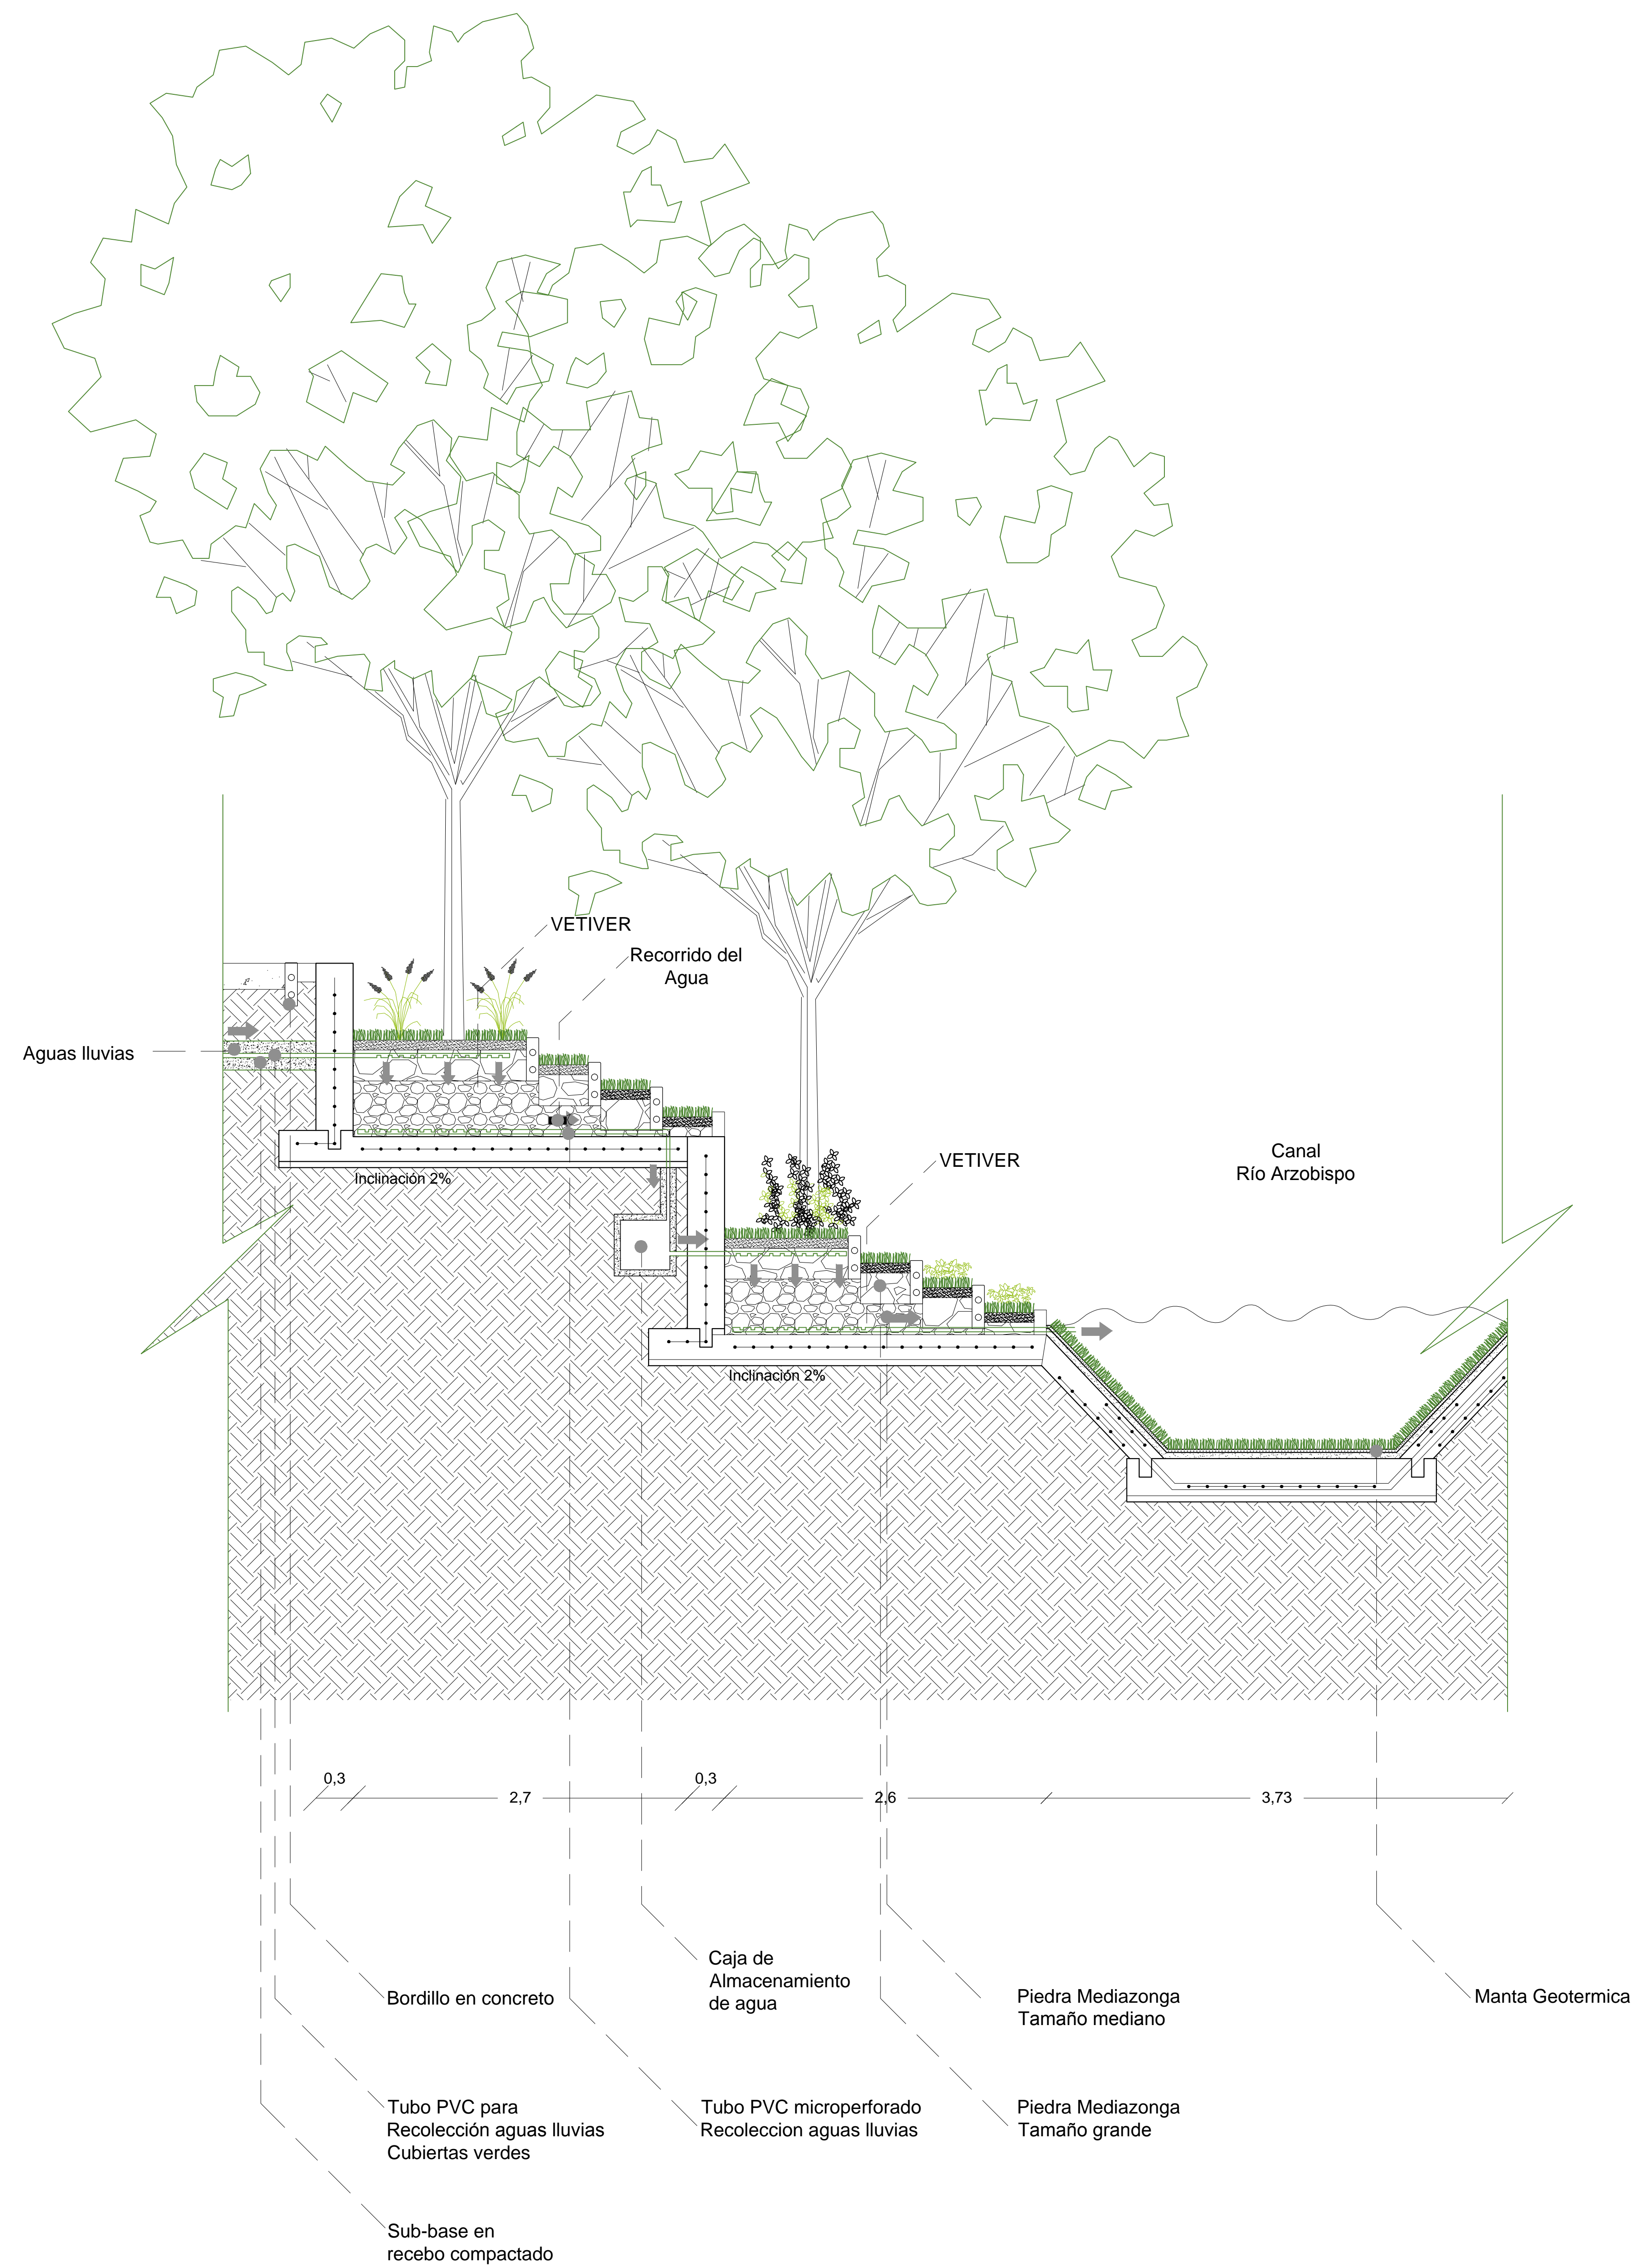 VETIVER
Recorrido del
Agua
Aguas lluvias
VETIVER
Canal
Río Arzobispo
Inclinación 2%
Inclinación 2%
0,3
2,7
0,3
2,6
3,73
Bordillo en concreto
Caja de
Almacenamiento
de agua
Piedra Mediazonga
Tamaño mediano
Manta Geotermica
Tubo PVC para
Recolección aguas lluvias
Cubiertas verdes
Tubo PVC microperforado
Recoleccion aguas lluvias
Piedra Mediazonga
Tamaño grande
Sub-base en
recebo compactado